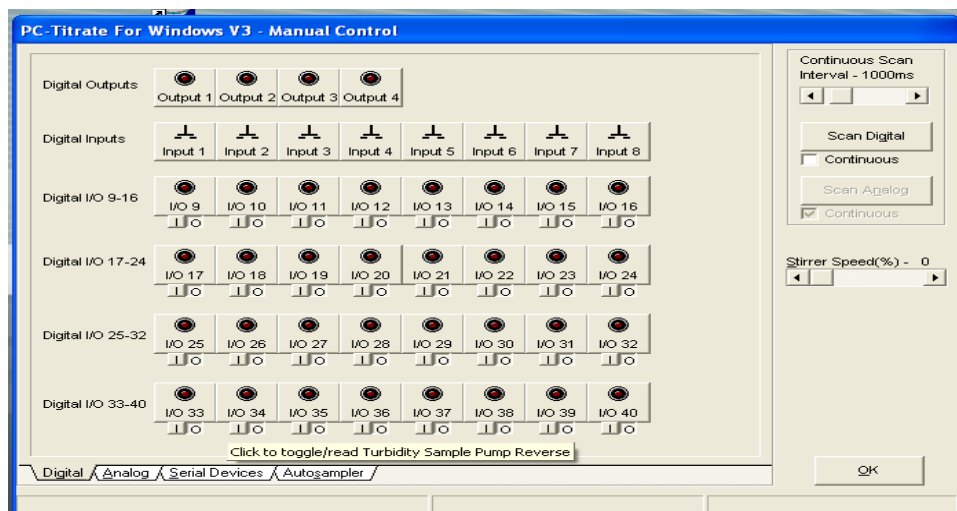 PC-Titrate For Windows V3 - Manual Control
Digital Outputs
Output 1 Output 2 Output 3 Output 4
Digital Inputs
Input 1 Input 2 Input 3 Input 4 Input 5 Input 6 Input 7 Input 8
Digital I/O 9-16
I/O 9 I/O 10 I/O 11 I/O 12 I/O 13 I/O 14 I/O 15 I/O 16
I O I O I O I O I O I O I O I O
Digital I/O 17-24
I/O 17 I/O 18 I/O 19 I/O 20 I/O 21 I/O 22 I/O 23 I/O 24
I O I O I O I O I O I O I O I O
Digital I/O 25-32
I/O 25 I/O 26 I/O 27 I/O 28 I/O 29 I/O 30 I/O 31 I/O 32
I O I O I O I O I O I O I O I O
Digital I/O 33-40
I/O 33 I/O 34 I/O 35 I/O 36 I/O 37 I/O 38 I/O 39 I/O 40
I O I O I O I O I O I O I O I O
Click to toggle/read Turbidity Sample Pump Reverse
Digital Analog Serial Devices Autosampler
Continuous Scan
Interval - 1000ms
Scan Digital
Continuous
Scan Analog
Continuous
Stirrer Speed(%) - 0
OK